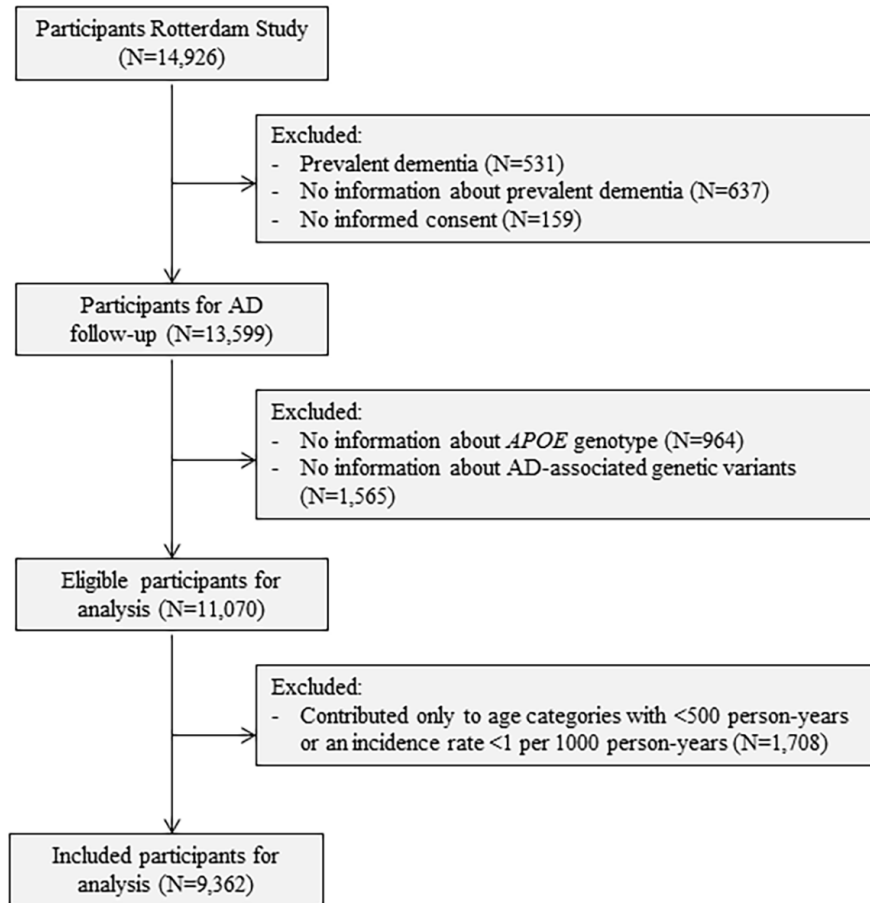 Participants Rotterdam Study
(N=14,926)
Excluded:
- Prevalent dementia (N=531)
- No information about prevalent dementia (N=637)
- No informed consent (N=159)
Participants for AD
follow-up (N=13,599)
Excluded:
- No information about APOE genotype (N=964)
- No information about AD-associated genetic variants
(N=1,565)
Eligible participants for
analysis (N=11,070)
Excluded:
- Contributed only to age categories with <500 person-years
or an incidence rate <1 per 1000 person-years (N=1,708)
Included participants for
analysis (N=9,362)